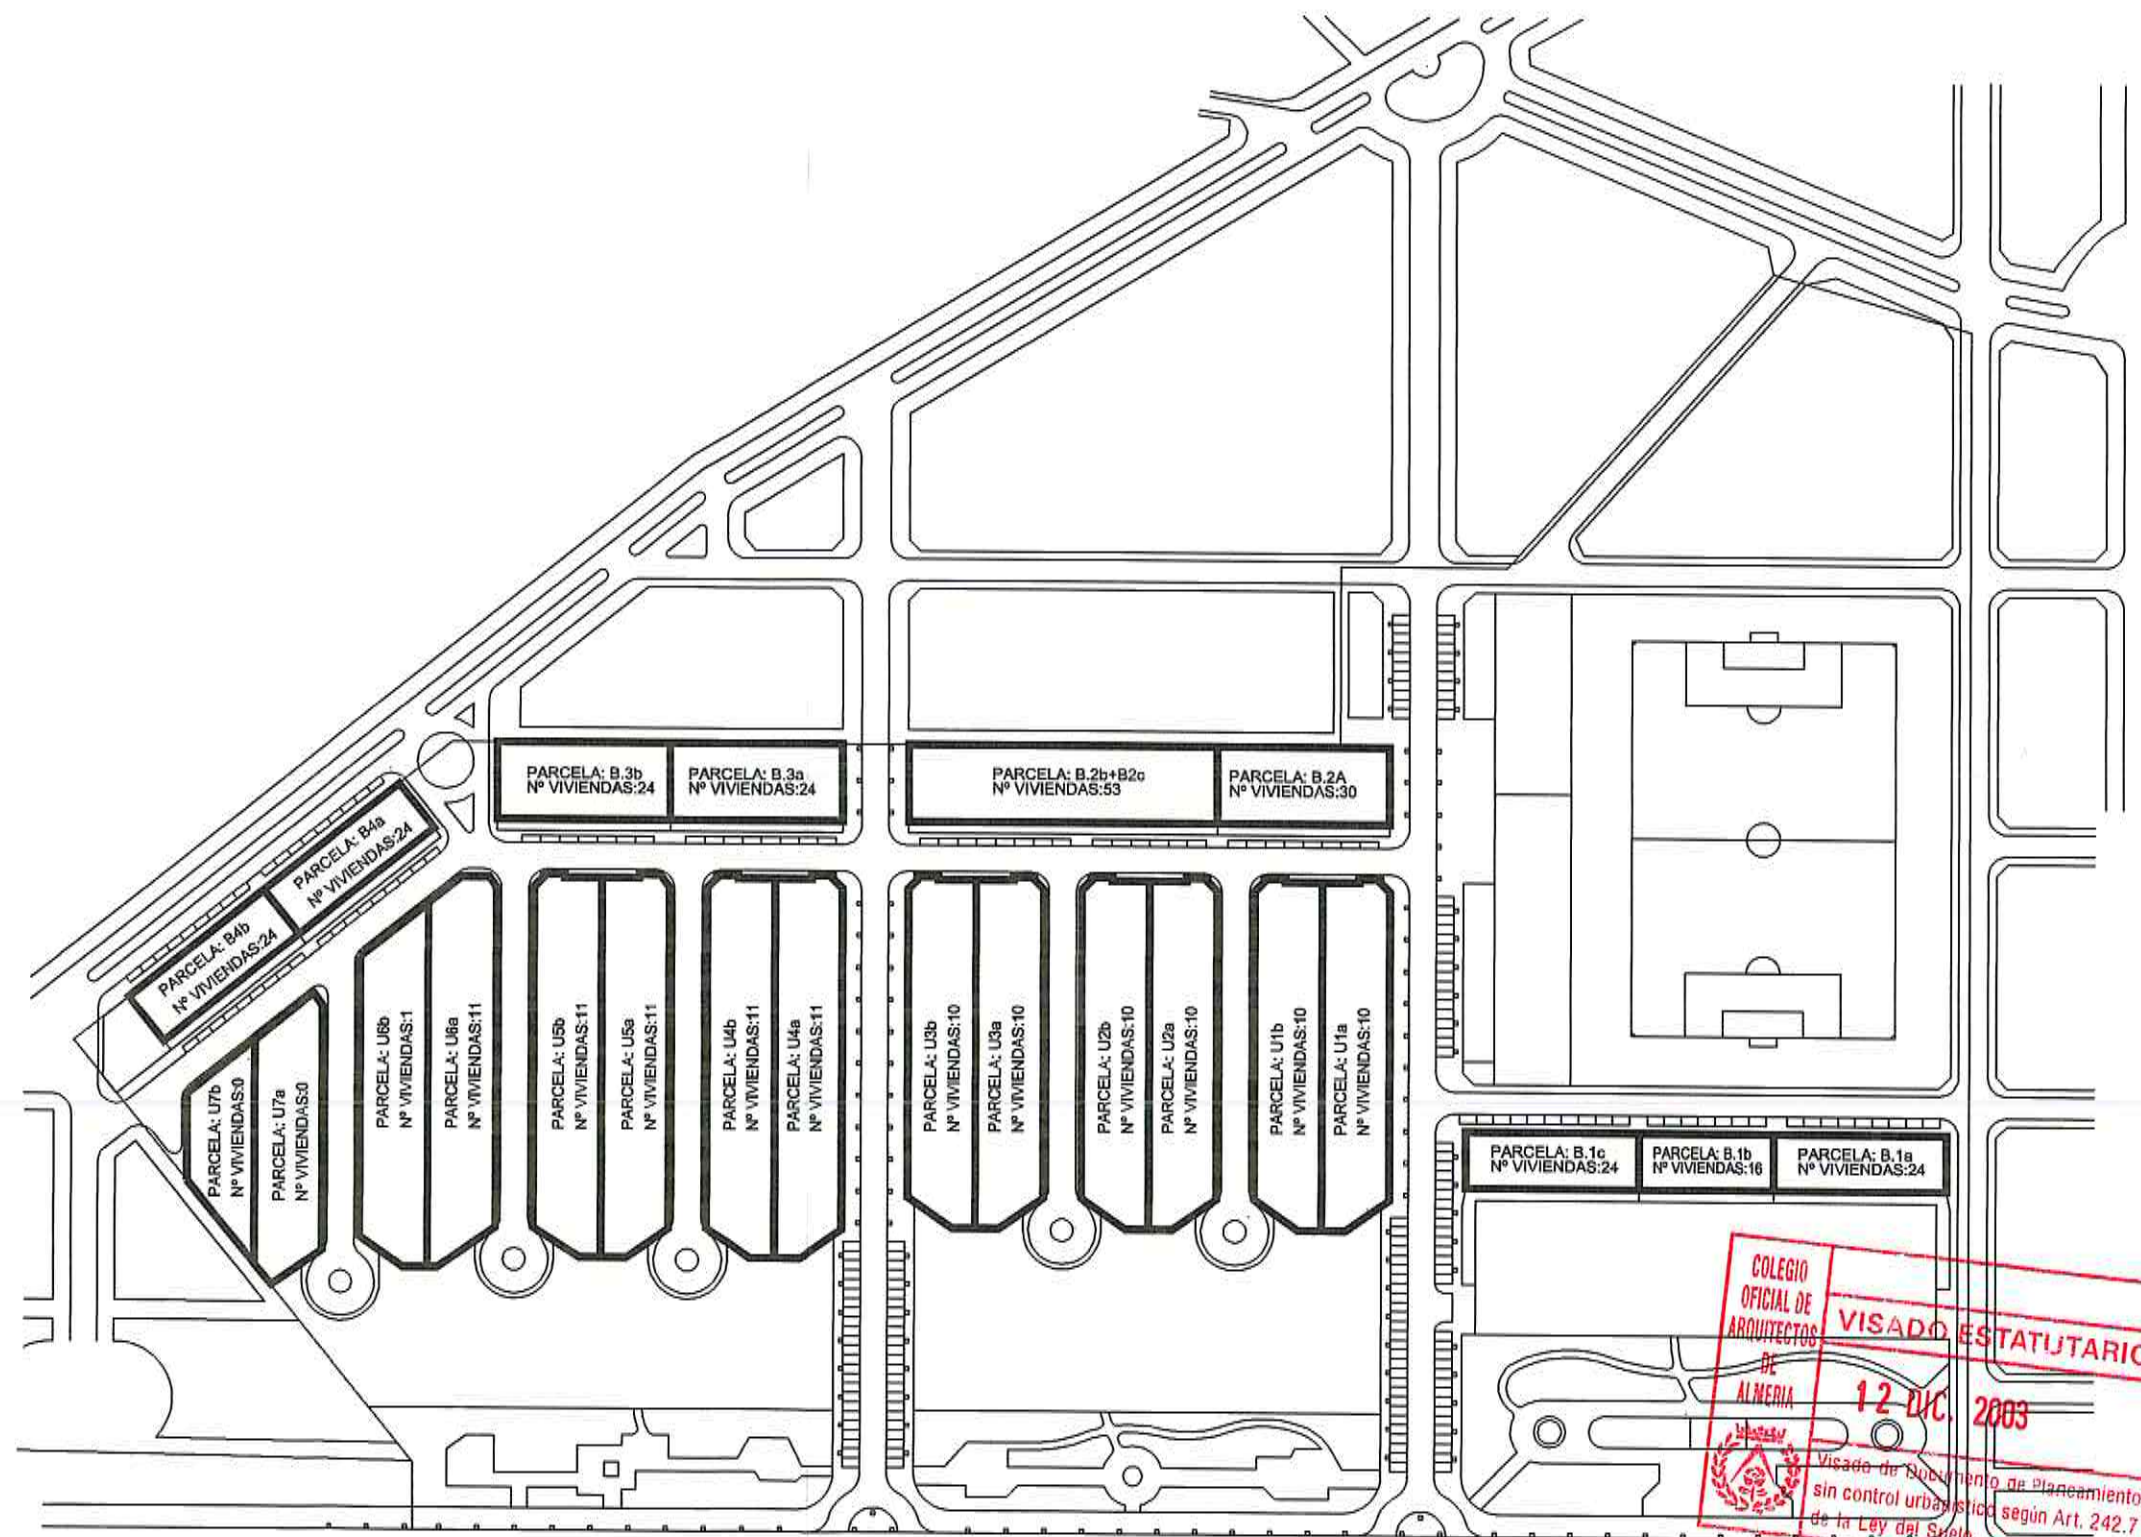 PARCELA: B.3b
Nº VIVIENDAS:24
PARCELA: B.3a
Nº VIVIENDAS:24
PARCELA: B.2b+B2c
Nº VIVIENDAS:53
PARCELA: B.2A
Nº VIVIENDAS:30
PARCELA: B4a
Nº VIVIENDAS:24
PARCELA: B4b
Nº VIVIENDAS:24
PARCELA: U7b
Nº VIVIENDAS:0
PARCELA: U7a
Nº VIVIENDAS:0
PARCELA: U6b
Nº VIVIENDAS:1
PARCELA: U6a
Nº VIVIENDAS:11
PARCELA: U5b
Nº VIVIENDAS:11
PARCELA: U5a
Nº VIVIENDAS:11
PARCELA: U4b
Nº VIVIENDAS:11
PARCELA: U4a
Nº VIVIENDAS:11
PARCELA: U3b
Nº VIVIENDAS:10
PARCELA: U3a
Nº VIVIENDAS:10
PARCELA: U2b
Nº VIVIENDAS:10
PARCELA: U2a
Nº VIVIENDAS:10
PARCELA: U1b
Nº VIVIENDAS:10
PARCELA: U1a
Nº VIVIENDAS:10
PARCELA: B.1c
Nº VIVIENDAS:24
PARCELA: B.1b
Nº VIVIENDAS:16
PARCELA: B.1a
Nº VIVIENDAS:24
COLEGIO
OFICIAL DE
ARQUITECTOS
DE
ALMERIA
VISADO ESTATUTARIO
12 DIC. 2003
Visado de Documento de Planeamiento
sin control urbanístico según Art. 242.7
de la Ley del Suelo